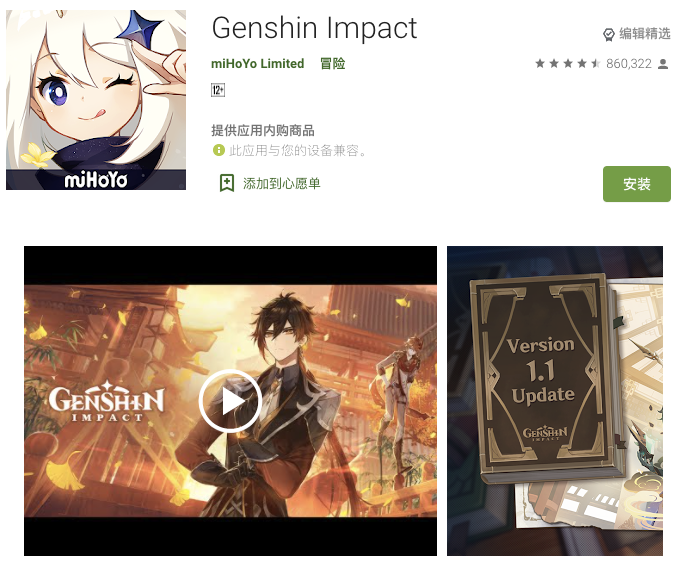 Genshin Impact
编辑精选
miHoYo Limited 冒险
860,322
12+
提供应用内购商品
此应用与您的设备兼容。
添加到心愿单
安装
miHoYo
GENSHIN
IMPACT
Version
1.1
Update
GENSHIN
IMPACT